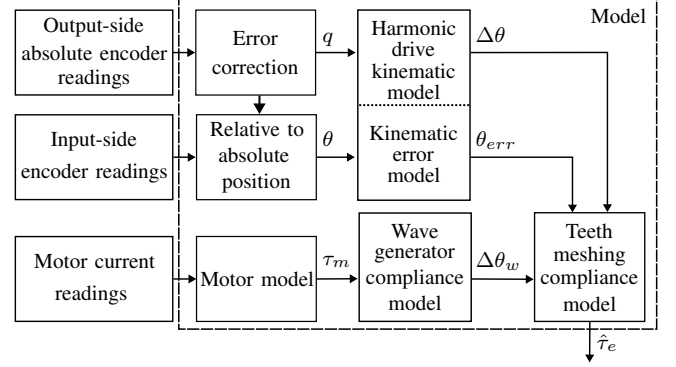 Model
Output-side
absolute encoder
readings
Error
correction
q
Harmonic
drive
kinematic
model
Δθ
Input-side
encoder readings
Relative to
absolute
position
θ
Kinematic
error
model
θ_err
Motor current
readings
Motor model
τ_m
Wave
generator
compliance
model
Δθ_w
Teeth
meshing
compliance
model
τ̂_e